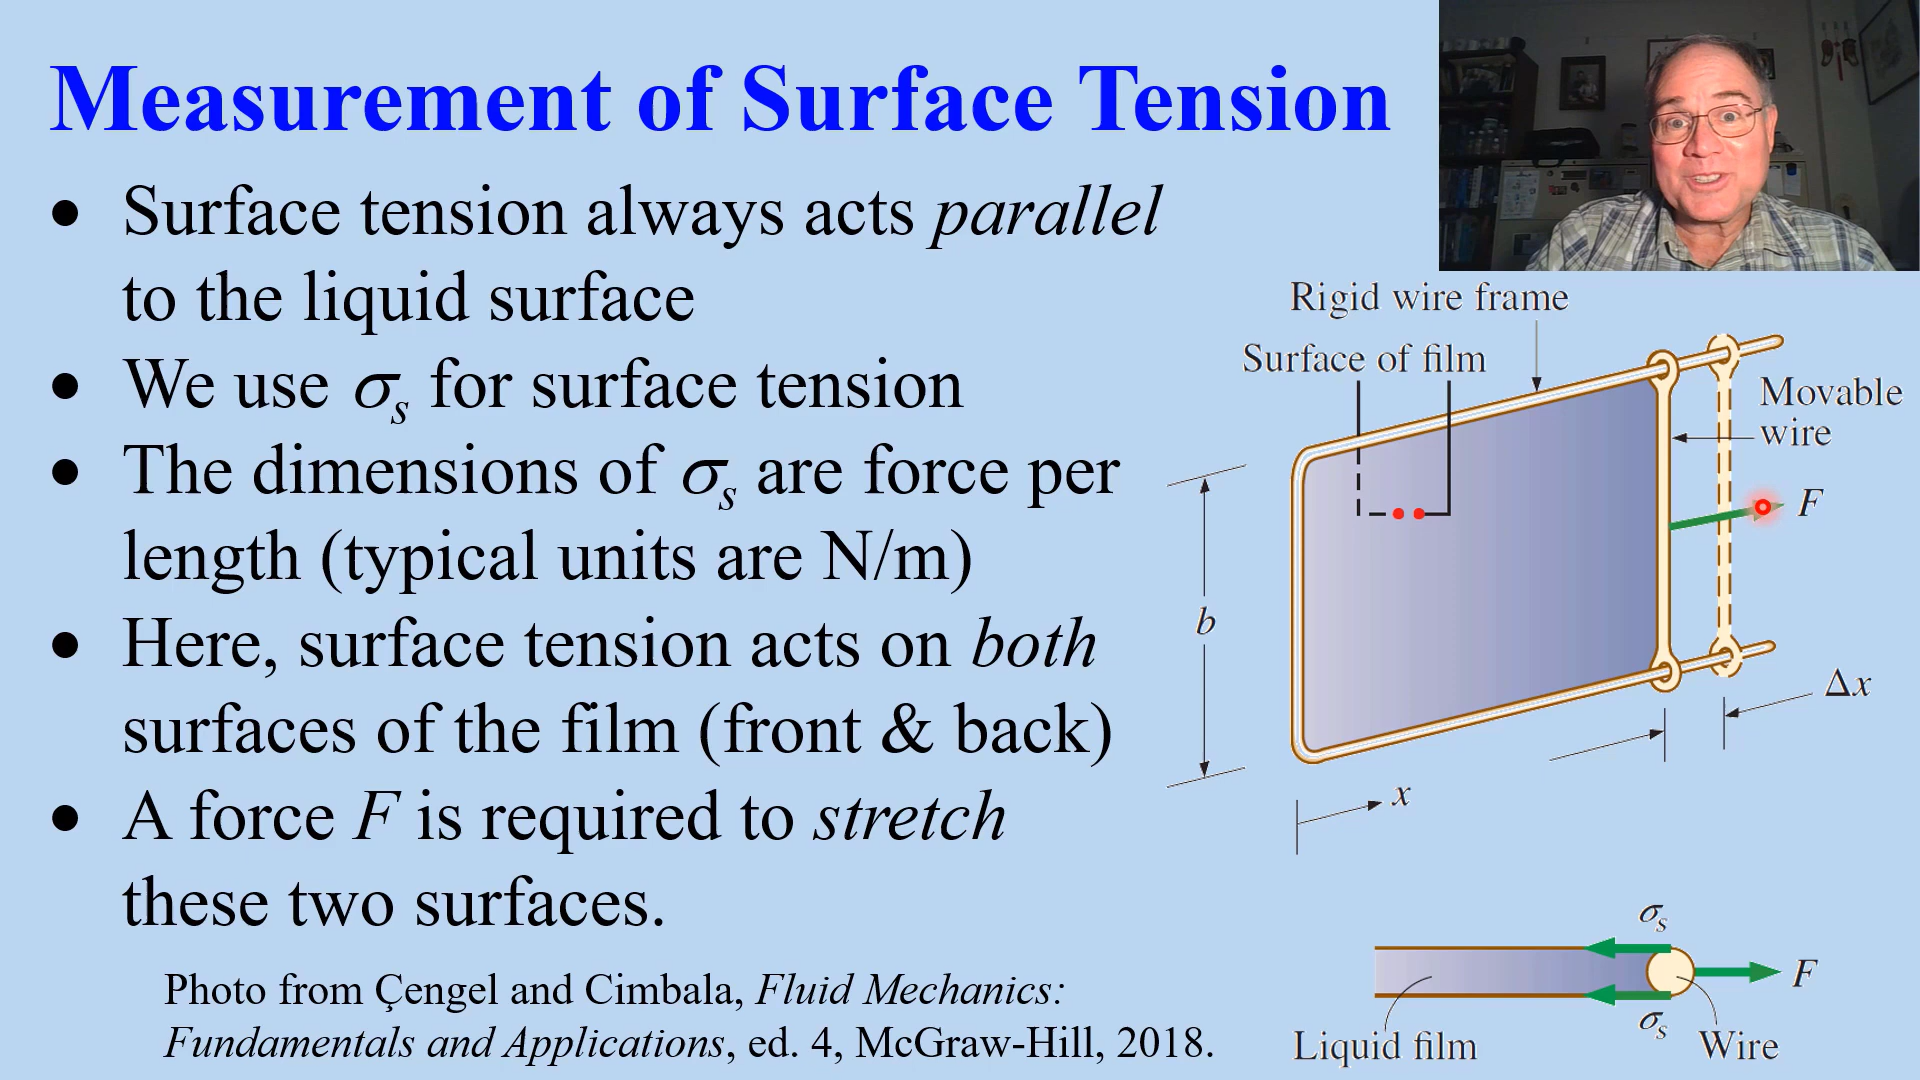 Measurement of Surface Tension
• Surface tension always acts parallel
to the liquid surface
• We use σs for surface tension
• The dimensions of σs are force per
length (typical units are N/m)
• Here, surface tension acts on both
surfaces of the film (front & back)
• A force F is required to stretch
these two surfaces.
Photo from Çengel and Cimbala, Fluid Mechanics:
Fundamentals and Applications, ed. 4, McGraw-Hill, 2018.
Rigid wire frame
Surface of film
Movable
wire
F
b
Δx
x
σs
F
σs
Liquid film
Wire